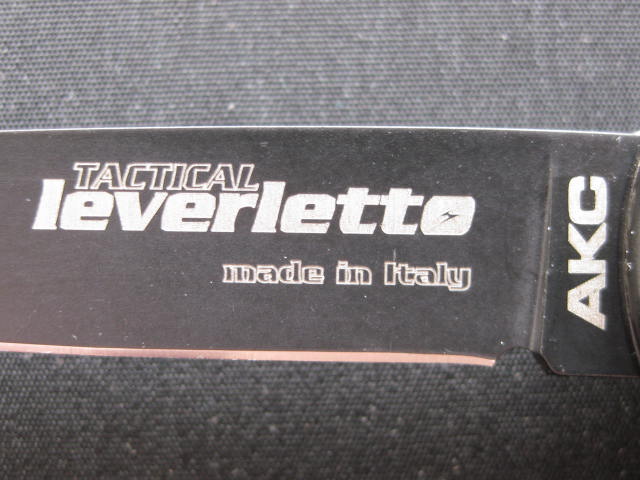 TACTICAL
leverletto
made in Italy
AKC